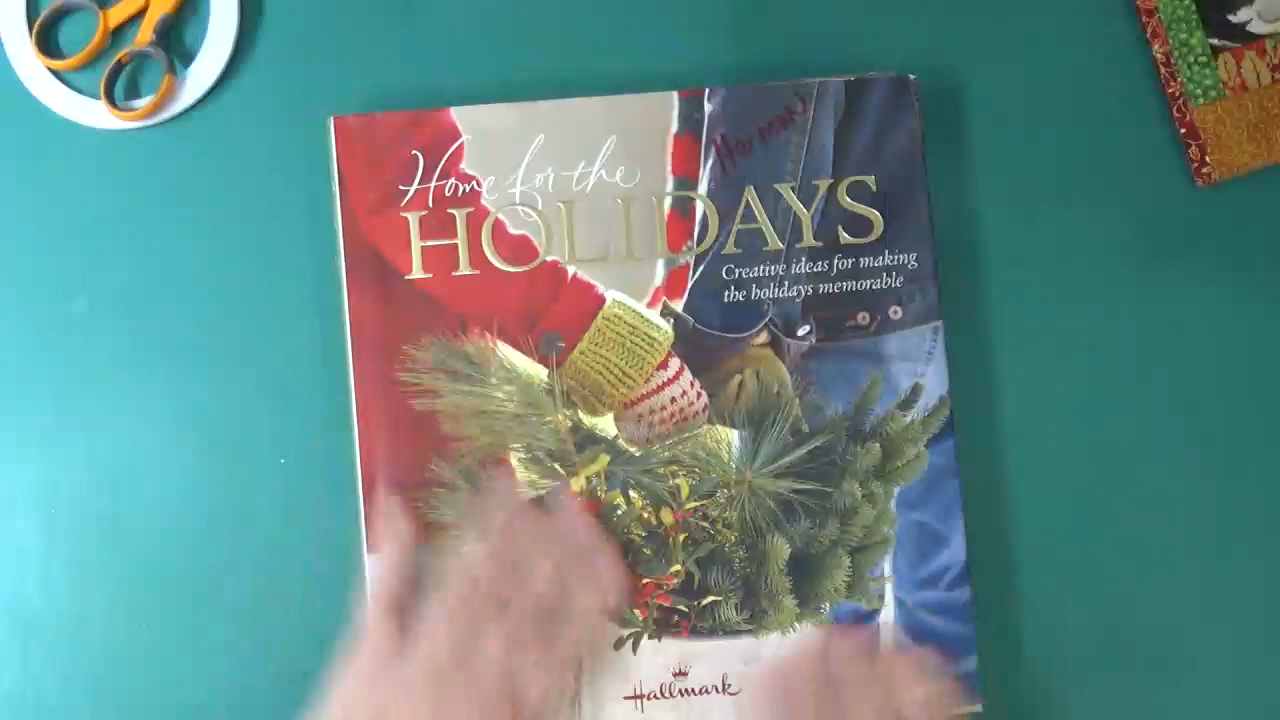 Home for the
HOLIDAYS
Creative ideas for making
the holidays memorable
Hallmark